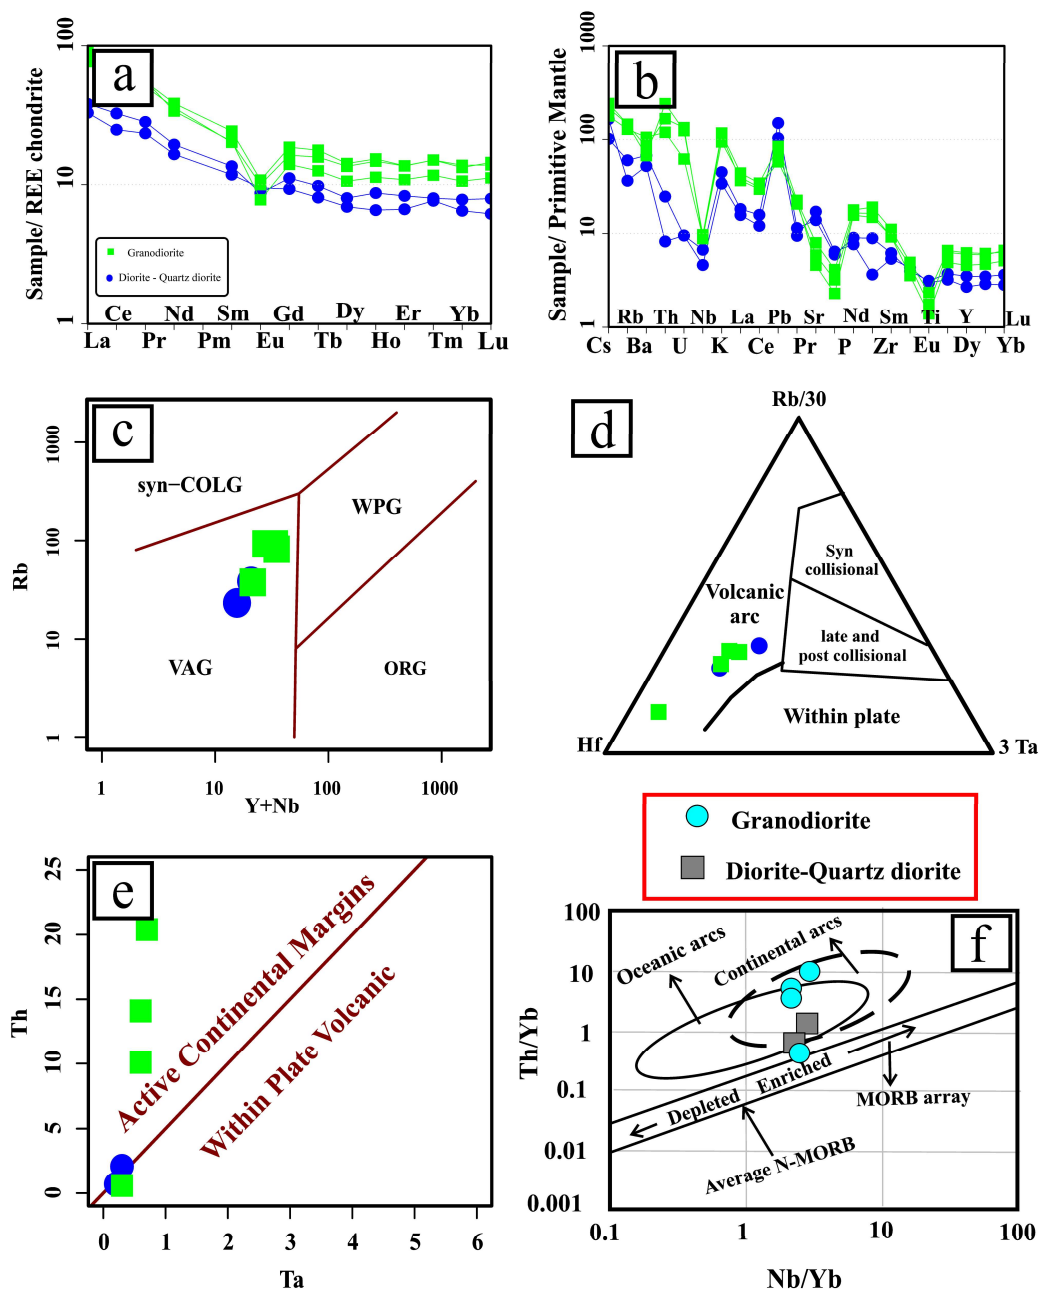 a
Sample/ REE chondrite
100
10
1
Granodiorite
Diorite - Quartz diorite
Ce Nd Sm Gd Dy Er Yb
La Pr Pm Eu Tb Ho Tm Lu
b
Sample/ Primitive Mantle
1000
100
10
1
Rb Th Nb La Pb Sr Nd Sm Ti Y Lu
Cs Ba U K Ce Pr P Zr Eu Dy Yb
c
Rb
1000
100
10
1
syn-COLG
WPG
VAG
ORG
1 10 100 1000
Y+Nb
d
Rb/30
Syn
collisional
Volcanic
arc
late and
post collisional
Within plate
Hf
3 Ta
Granodiorite
Diorite-Quartz diorite
e
Th
25
20
15
10
5
0
Active Continental Margins
Within Plate Volcanic
0 1 2 3 4 5 6
Ta
f
Th/Yb
100
10
1
0.1
0.01
0.001
Oceanic arcs
Continental arcs
Depleted
Enriched
MORB array
Average N-MORB
0.1 1 10 100
Nb/Yb